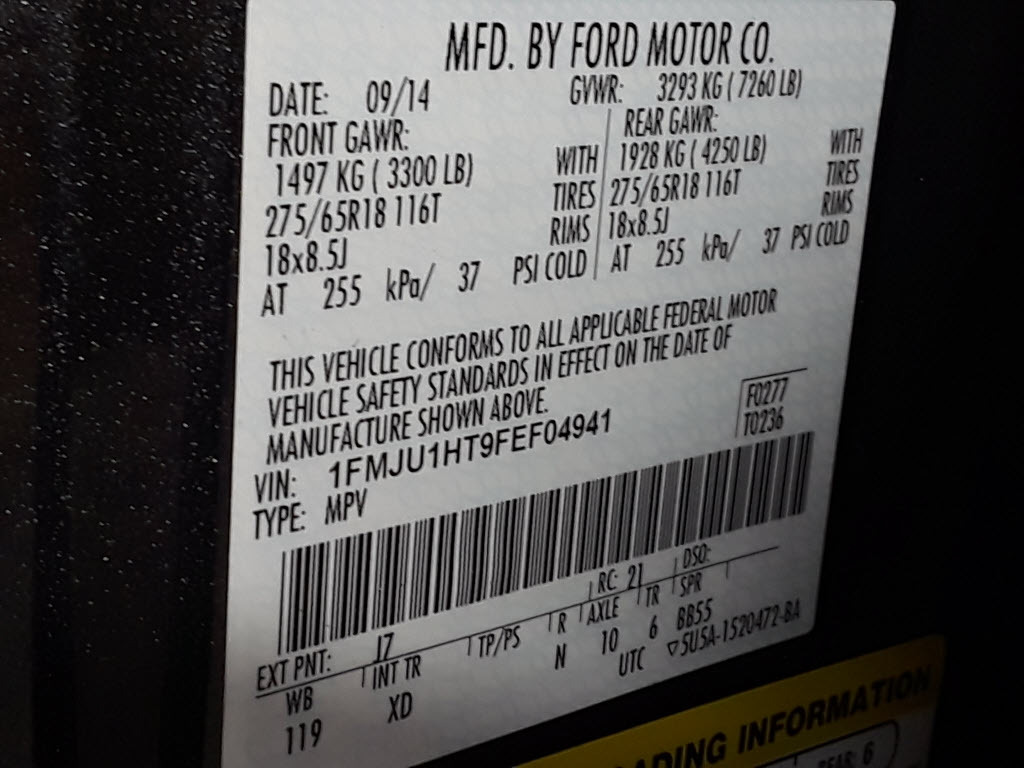 MFD. BY FORD MOTOR CO.
DATE: 09/14 GVWR: 3293 KG ( 7260 LB)
FRONT GAWR: REAR GAWR:
1497 KG ( 3300 LB) WITH 1928 KG ( 4250 LB) WITH
275/65R18 116T TIRES 275/65R18 116T TIRES
18x8.5J RIMS 18x8.5J RIMS
AT 255 kPa/ 37 PSI COLD AT 255 kPa/ 37 PSI COLD
THIS VEHICLE CONFORMS TO ALL APPLICABLE FEDERAL MOTOR
VEHICLE SAFETY STANDARDS IN EFFECT ON THE DATE OF
MANUFACTURE SHOWN ABOVE.
F0277
T0236
VIN: 1FMJU1HT9FEF04941
TYPE: MPV
EXT PNT: J7 RC: 21 DSO:
WB INT TR TP/PS R AXLE TR SPR
119 XD N 10 6 BB55
UTC ▽5U5A-1520472-BA
INFORMATION
REAR: 6